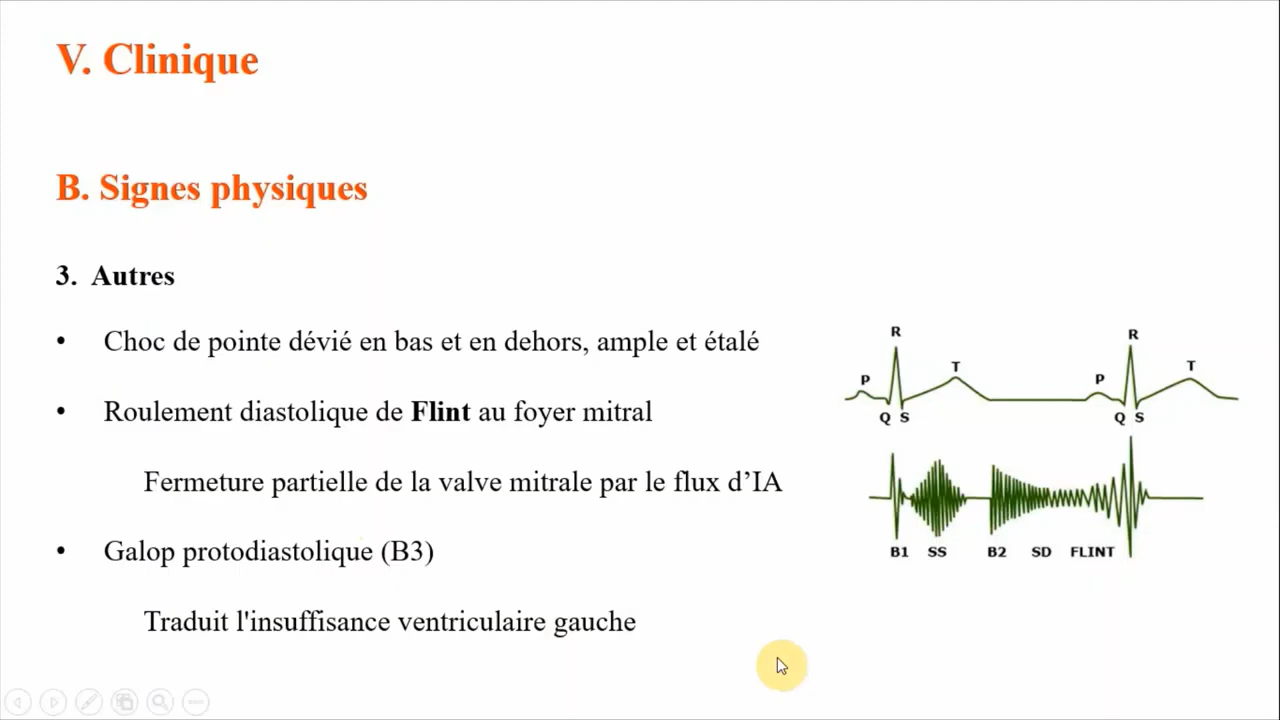 V. Clinique
B. Signes physiques
3. Autres
• Choc de pointe dévié en bas et en dehors, ample et étalé
• Roulement diastolique de Flint au foyer mitral
Fermeture partielle de la valve mitrale par le flux d’IA
• Galop protodiastolique (B3)
Traduit l'insuffisance ventriculaire gauche
R R
P T P T
Q S Q S
B1 SS B2 SD FLINT